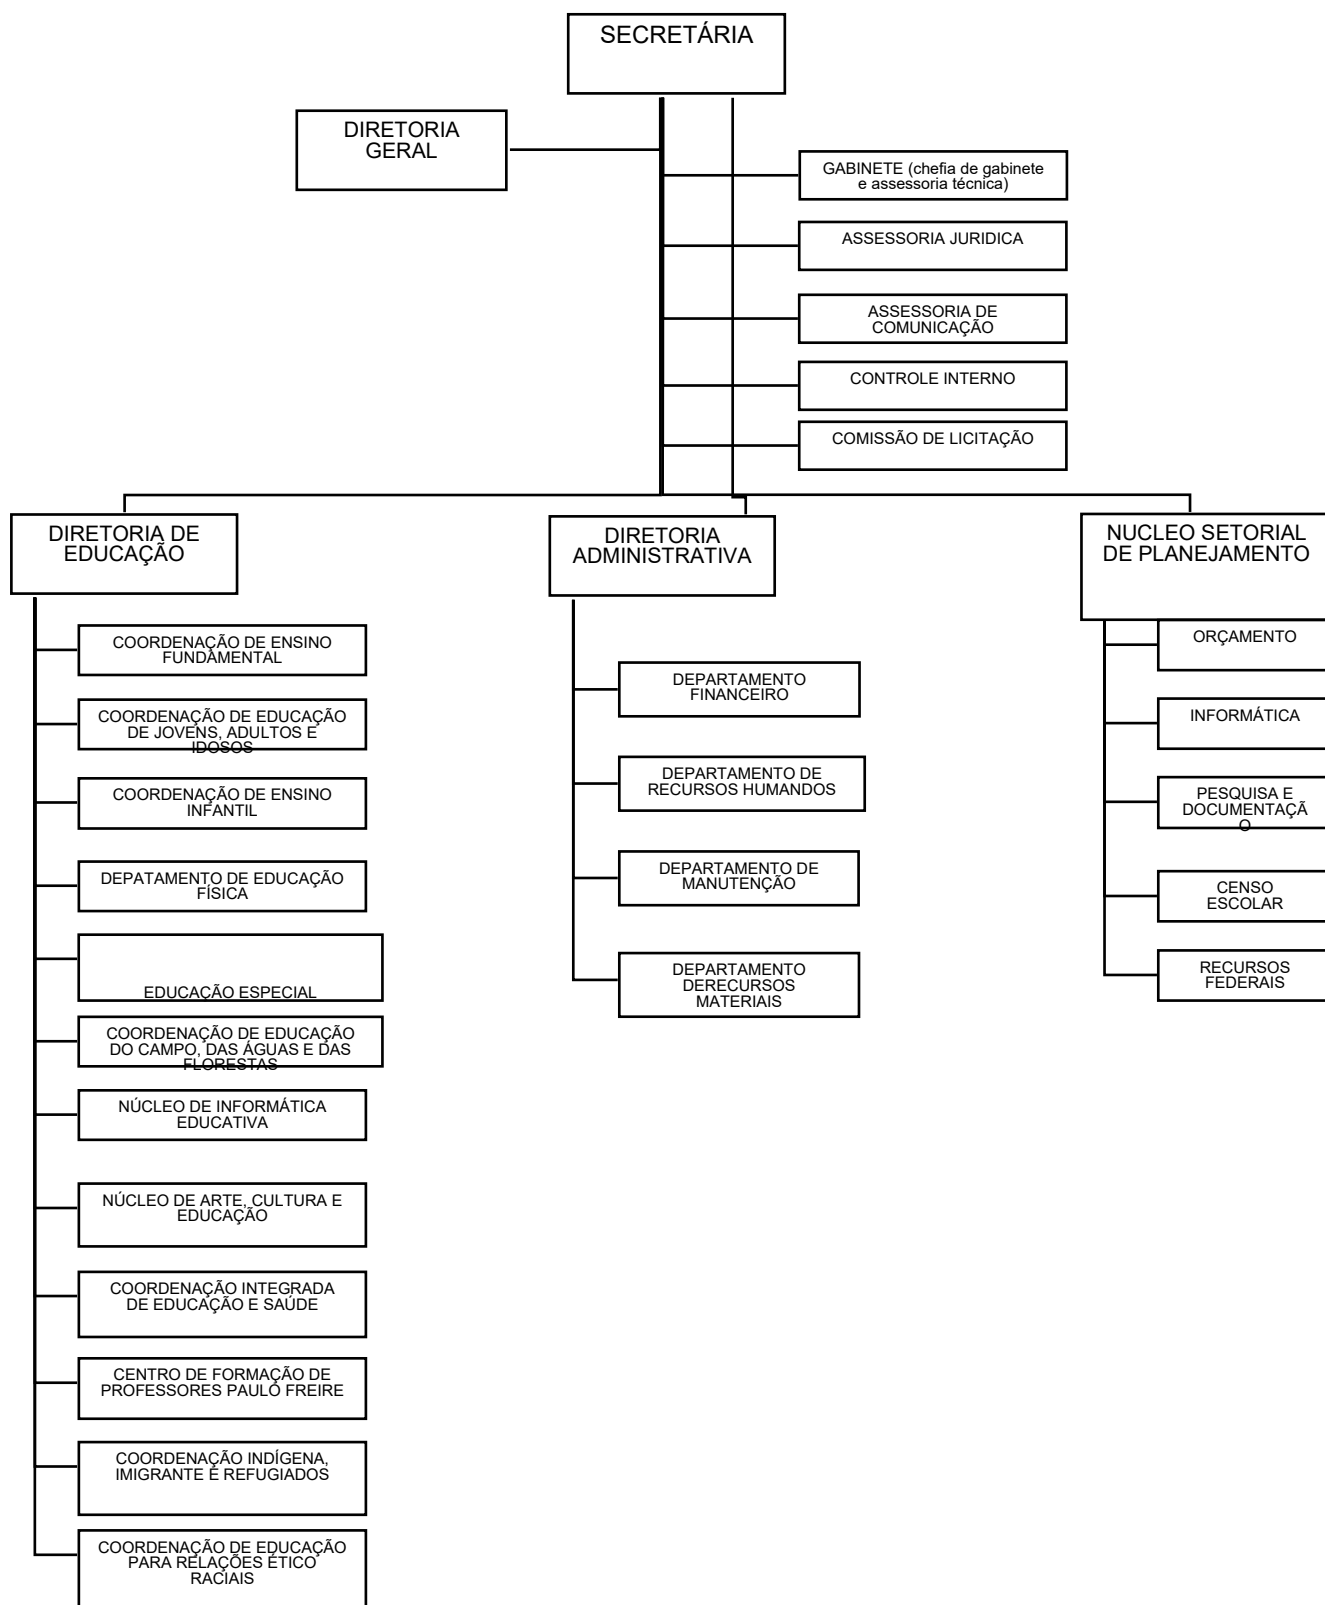 SECRETÁRIA
DIRETORIA
GERAL
GABINETE (chefia de gabinete
e assessoria técnica)
ASSESSORIA JURIDICA
ASSESSORIA DE
COMUNICAÇÃO
CONTROLE INTERNO
COMISSÃO DE LICITAÇÃO
DIRETORIA DE
EDUCAÇÃO
COORDENAÇÃO DE ENSINO
FUNDAMENTAL
COORDENAÇÃO DE EDUCAÇÃO
DE JOVENS, ADULTOS E
IDOSOS
COORDENAÇÃO DE ENSINO
INFANTIL
DEPATAMENTO DE EDUCAÇÃO
FÍSICA
EDUCAÇÃO ESPECIAL
COORDENAÇÃO DE EDUCAÇÃO
DO CAMPO, DAS ÁGUAS E DAS
FLORESTAS
NÚCLEO DE INFORMÁTICA
EDUCATIVA
NÚCLEO DE ARTE, CULTURA E
EDUCAÇÃO
COORDENAÇÃO INTEGRADA
DE EDUCAÇÃO E SAÚDE
CENTRO DE FORMAÇÃO DE
PROFESSORES PAULO FREIRE
COORDENAÇÃO INDÍGENA,
IMIGRANTE E REFUGIADOS
COORDENAÇÃO DE EDUCAÇÃO
PARA RELAÇÕES ÉTICO
RACIAIS
DIRETORIA
ADMINISTRATIVA
DEPARTAMENTO
FINANCEIRO
DEPARTAMENTO DE
RECURSOS HUMANDOS
DEPARTAMENTO DE
MANUTENÇÃO
DEPARTAMENTO
DERECURSOS
MATERIAIS
NUCLEO SETORIAL
DE PLANEJAMENTO
ORÇAMENTO
INFORMÁTICA
PESQUISA E
DOCUMENTAÇÃ
O
CENSO
ESCOLAR
RECURSOS
FEDERAIS